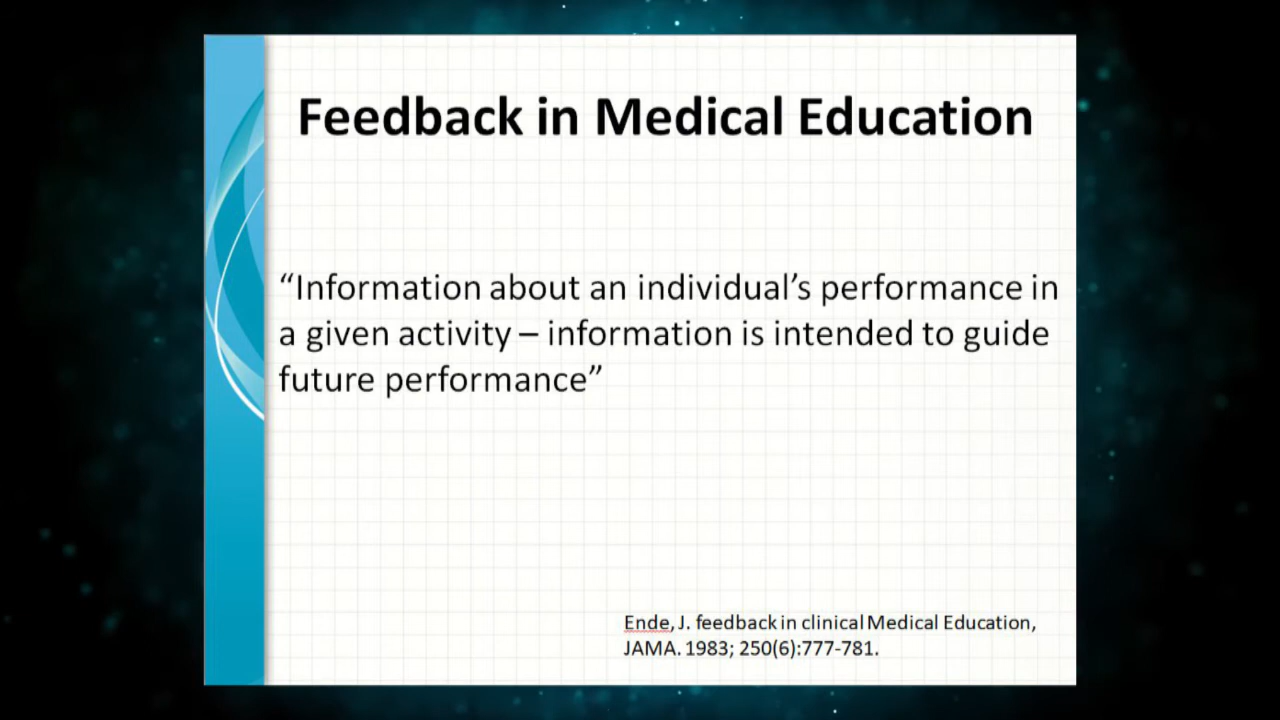 Feedback in Medical Education
“Information about an individual’s performance in
a given activity – information is intended to guide
future performance”
Ende, J. feedback in clinical Medical Education,
JAMA. 1983; 250(6):777-781.